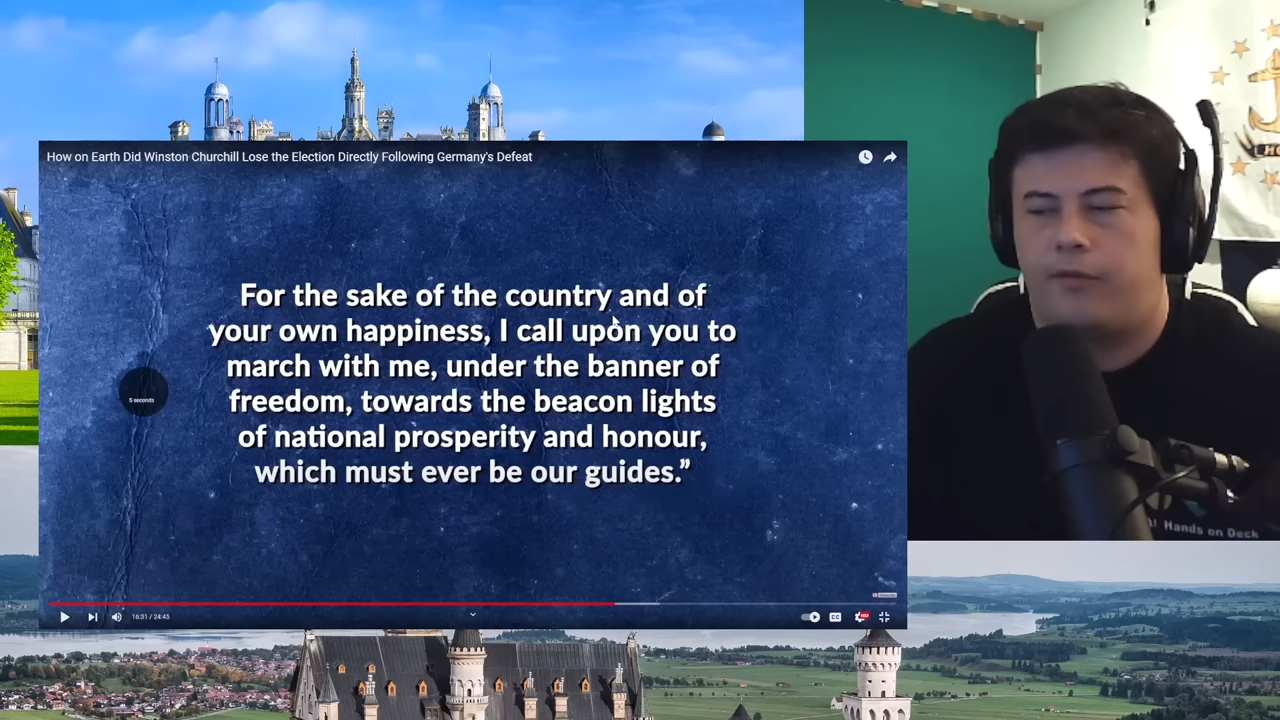 How on Earth Did Winston Churchill Lose the Election Directly Following Germany's Defeat
For the sake of the country and of
your own happiness, I call upon you to
march with me, under the banner of
freedom, towards the beacon lights
of national prosperity and honour,
which must ever be our guides.”
5 seconds
16:31 / 24:45
CC
Hands on Deck